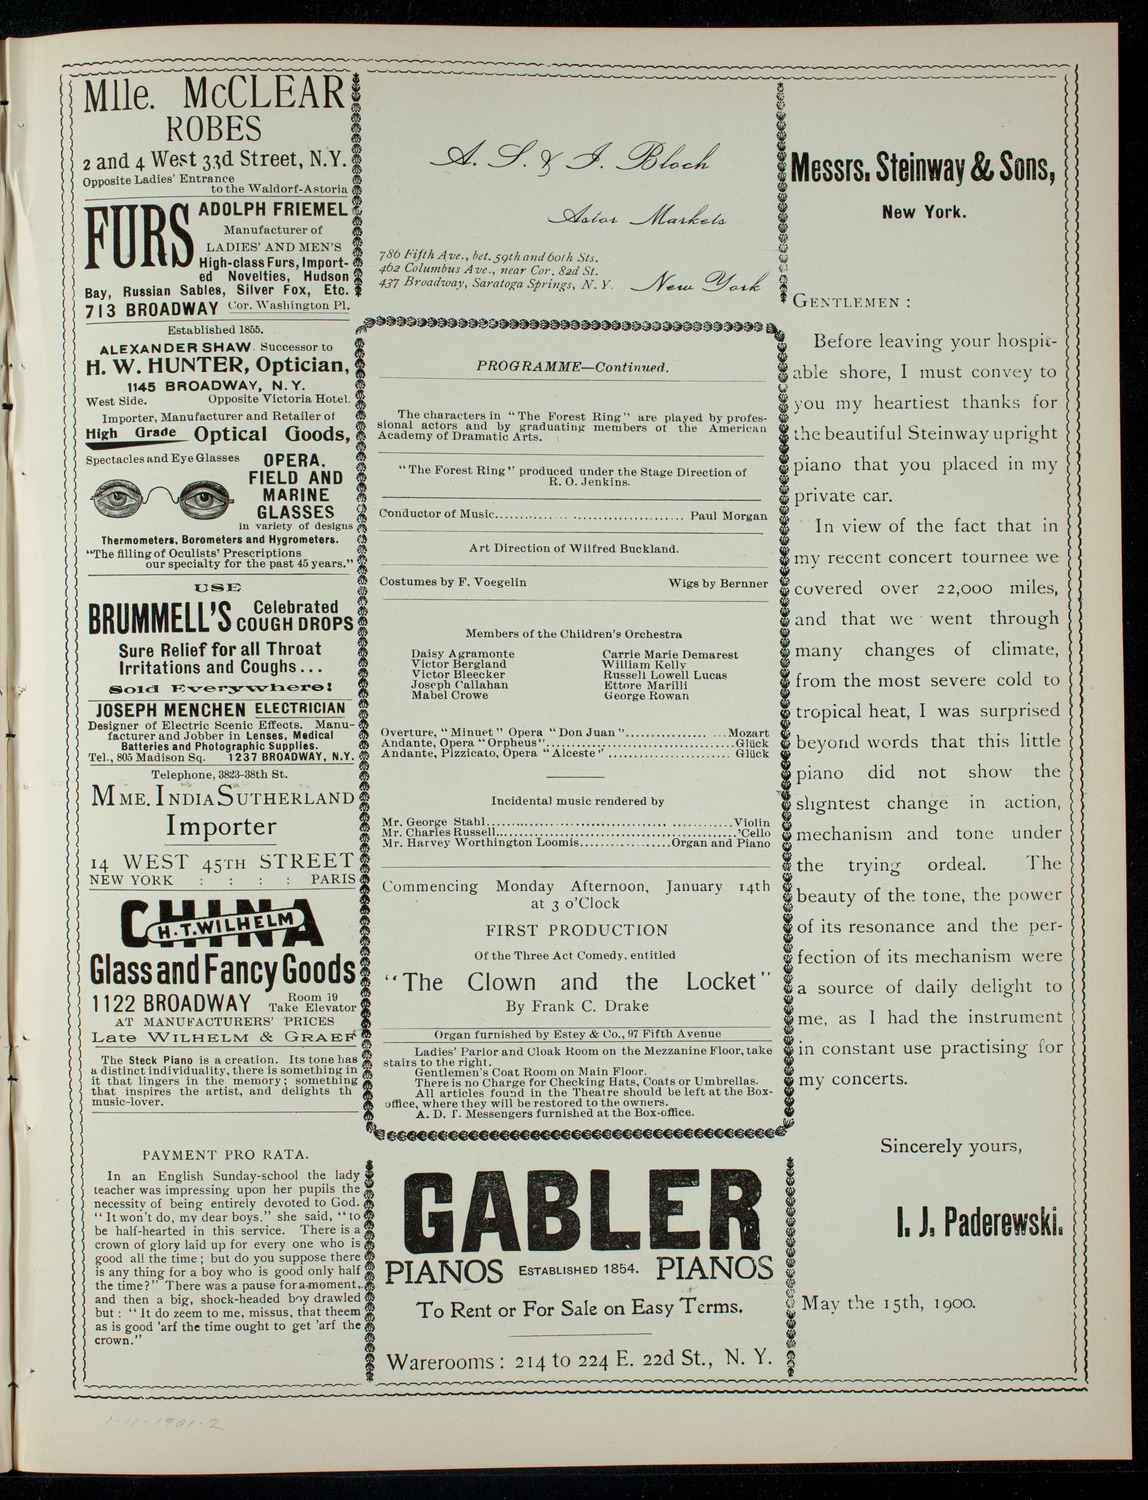 Mlle. McCLEAR
ROBES
2 and 4 West 33d Street, N.Y.
Opposite Ladies' Entrance
to the Waldorf-Astoria
FURS
ADOLPH FRIEMEL
Manufacturer of
LADIES' AND MEN'S
High-class Furs, Import-
ed Novelties, Hudson
Bay, Russian Sables, Silver Fox, Etc.
713 BROADWAY Cor. Washington Pl.
Established 1855.
ALEXANDER SHAW Successor to
H. W. HUNTER, Optician,
1145 BROADWAY, N. Y.
West Side. Opposite Victoria Hotel.
Importer, Manufacturer and Retailer of
High Grade Optical Goods,
Spectacles and Eye Glasses
OPERA,
FIELD AND
MARINE
GLASSES
in variety of designs
Thermometers, Borometers and Hygrometers.
"The filling of Oculists' Prescriptions
our specialty for the past 45 years."
USE
BRUMMELL'S Celebrated
COUGH DROPS
Sure Relief for all Throat
Irritations and Coughs...
Sold Everywhere!
JOSEPH MENCHEN ELECTRICIAN
Designer of Electric Scenic Effects. Manu-
facturer and Jobber in Lenses, Medical
Batteries and Photographic Supplies.
Tel., 805 Madison Sq. 1237 BROADWAY, N.Y.
Telephone, 3823-38th St.
MME. INDIA SUTHERLAND
Importer
14 WEST 45TH STREET
NEW YORK : : : : PARIS
CHINA
H. T. WILHELM
Glass and Fancy Goods
1122 BROADWAY Room 19
Take Elevator
AT MANUFACTURERS' PRICES
Late WILHELM & GRAEF
The Steck Piano is a creation. Its tone has
a distinct individuality, there is something in
it that lingers in the memory; something
that inspires the artist, and delights th
music-lover.
PAYMENT PRO RATA.
In an English Sunday-school the lady
teacher was impressing upon her pupils the
necessity of being entirely devoted to God.
"It won't do, my dear boys," she said, "to
be half-hearted in this service. There is a
crown of glory laid up for every one who is
good all the time; but do you suppose there
is any thing for a boy who is good only half
the time?" There was a pause for a moment,
and then a big, shock-headed boy drawled
but: "It do zeem to me, missus, that theem
as is good 'arf the time ought to get 'arf the
crown."
A. S. & J. Bloch
Astor Markets
786 Fifth Ave., bet. 59th and 60th Sts.
462 Columbus Ave., near Cor. 82d St.
437 Broadway, Saratoga Springs, N. Y.
New York
PROGRAMME—Continued.
The characters in "The Forest Ring" are played by profes-
sional actors and by graduating members of the American
Academy of Dramatic Arts.
"The Forest Ring" produced under the Stage Direction of
R. O. Jenkins.
Conductor of Music.................................... Paul Morgan
Art Direction of Wilfred Buckland.
Costumes by F. Voegelin Wigs by Bernner
Members of the Children's Orchestra
Daisy Agramonte Carrie Marie Demarest
Victor Bergland William Kelly
Victor Bleecker Russell Lowell Lucas
Joseph Callahan Ettore Marilli
Mabel Crowe George Rowan
Overture, "Minuet" Opera "Don Juan"...................Mozart
Andante, Opera "Orpheus"....................................Glück
Andante, Pizzicato, Opera "Alceste"....................... Glück
Incidental music rendered by
Mr. George Stahl..............................................Violin
Mr. Charles Russell............................................'Cello
Mr. Harvey Worthington Loomis.................Organ and Piano
Commencing Monday Afternoon, January 14th
at 3 o'Clock
FIRST PRODUCTION
Of the Three Act Comedy, entitled
"The Clown and the Locket"
By Frank C. Drake
Organ furnished by Estey & Co., 97 Fifth Avenue
Ladies' Parlor and Cloak Room on the Mezzanine Floor, take
stairs to the right.
Gentlemen's Coat Room on Main Floor.
There is no Charge for Checking Hats, Coats or Umbrellas.
All articles found in the Theatre should be left at the Box-
office, where they will be restored to the owners.
A. D. T. Messengers furnished at the Box-office.
GABLER
PIANOS ESTABLISHED 1854. PIANOS
To Rent or For Sale on Easy Terms.
Warerooms: 214 to 224 E. 22d St., N. Y.
Messrs. Steinway & Sons,
New York.
GENTLEMEN:
Before leaving your hospit-
able shore, I must convey to
you my heartiest thanks for
the beautiful Steinway upright
piano that you placed in my
private car.
In view of the fact that in
my recent concert tournee we
covered over 22,000 miles,
and that we went through
many changes of climate,
from the most severe cold to
tropical heat, I was surprised
beyond words that this little
piano did not show the
slightest change in action,
mechanism and tone under
the trying ordeal. The
beauty of the tone, the power
of its resonance and the per-
fection of its mechanism were
a source of daily delight to
me, as I had the instrument
in constant use practising for
my concerts.
Sincerely yours,
I. J. Paderewski.
May the 15th, 1900.
1-11-1901-2